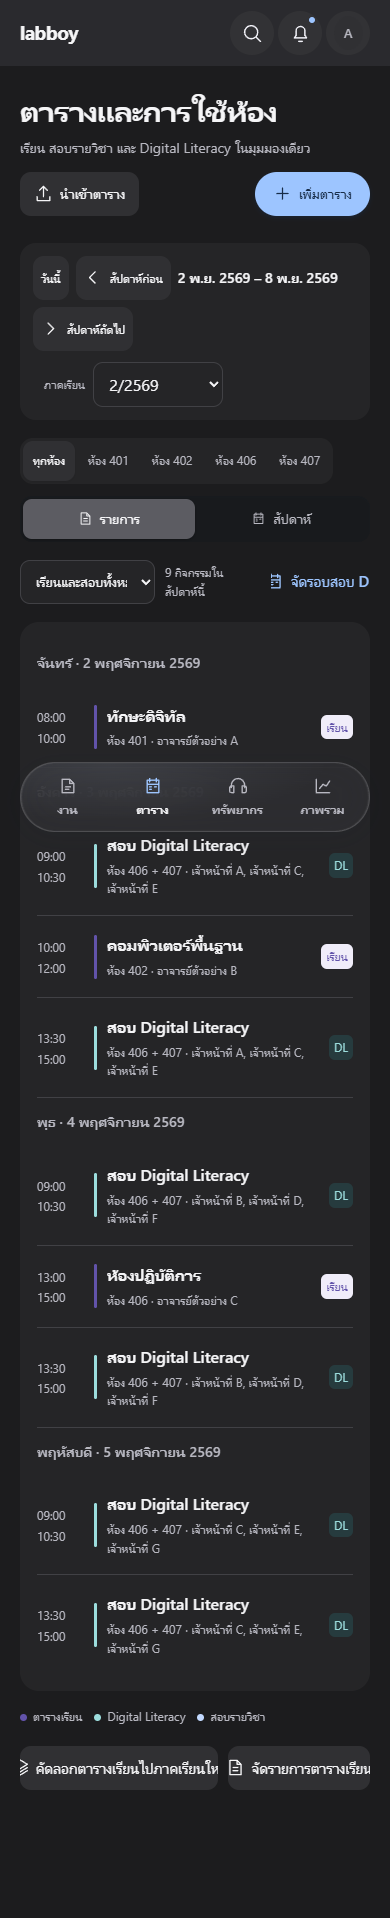 labboy
A
ตารางและการใช้ห้อง
เรียน สอบรายวิชา และ Digital Literacy ในมุมมองเดียว
นำเข้าตาราง
เพิ่มตาราง
วันนี้
สัปดาห์ก่อน
2 พ.ย. 2569 – 8 พ.ย. 2569
สัปดาห์ถัดไป
ภาคเรียน
2/2569
ทุกห้อง
ห้อง 401
ห้อง 402
ห้อง 406
ห้อง 407
รายการ
สัปดาห์
เรียนและสอบทั้งหม
9 กิจกรรมใน
สัปดาห์นี้
จัดรอบสอบ D
จันทร์ · 2 พฤศจิกายน 2569
08:00
10:00
ทักษะดิจิทัล
ห้อง 401 · อาจารย์ตัวอย่าง A
เรียน
งาน
ตาราง
ทรัพยากร
ภาพรวม
09:00
10:30
สอบ Digital Literacy
ห้อง 406 + 407 · เจ้าหน้าที่ A, เจ้าหน้าที่ C,
เจ้าหน้าที่ E
DL
10:00
12:00
คอมพิวเตอร์พื้นฐาน
ห้อง 402 · อาจารย์ตัวอย่าง B
เรียน
13:30
15:00
สอบ Digital Literacy
ห้อง 406 + 407 · เจ้าหน้าที่ A, เจ้าหน้าที่ C,
เจ้าหน้าที่ E
DL
พุธ · 4 พฤศจิกายน 2569
09:00
10:30
สอบ Digital Literacy
ห้อง 406 + 407 · เจ้าหน้าที่ B, เจ้าหน้าที่ D,
เจ้าหน้าที่ F
DL
13:00
15:00
ห้องปฏิบัติการ
ห้อง 406 · อาจารย์ตัวอย่าง C
เรียน
13:30
15:00
สอบ Digital Literacy
ห้อง 406 + 407 · เจ้าหน้าที่ B, เจ้าหน้าที่ D,
เจ้าหน้าที่ F
DL
พฤหัสบดี · 5 พฤศจิกายน 2569
09:00
10:30
สอบ Digital Literacy
ห้อง 406 + 407 · เจ้าหน้าที่ C, เจ้าหน้าที่ E,
เจ้าหน้าที่ G
DL
13:30
15:00
สอบ Digital Literacy
ห้อง 406 + 407 · เจ้าหน้าที่ C, เจ้าหน้าที่ E,
เจ้าหน้าที่ G
DL
ตารางเรียน
Digital Literacy
สอบรายวิชา
คัดลอกตารางเรียนไปภาคเรียนให
จัดรายการตารางเรียน